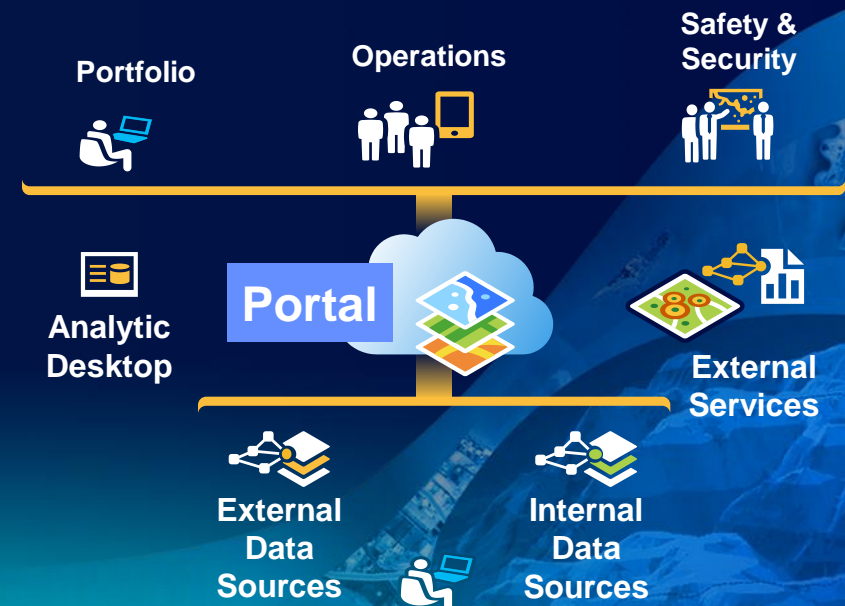 Portfolio
Operations
Safety &
Security
Portal
Analytic
Desktop
External
Services
External
Data
Sources
Internal
Data
Sources